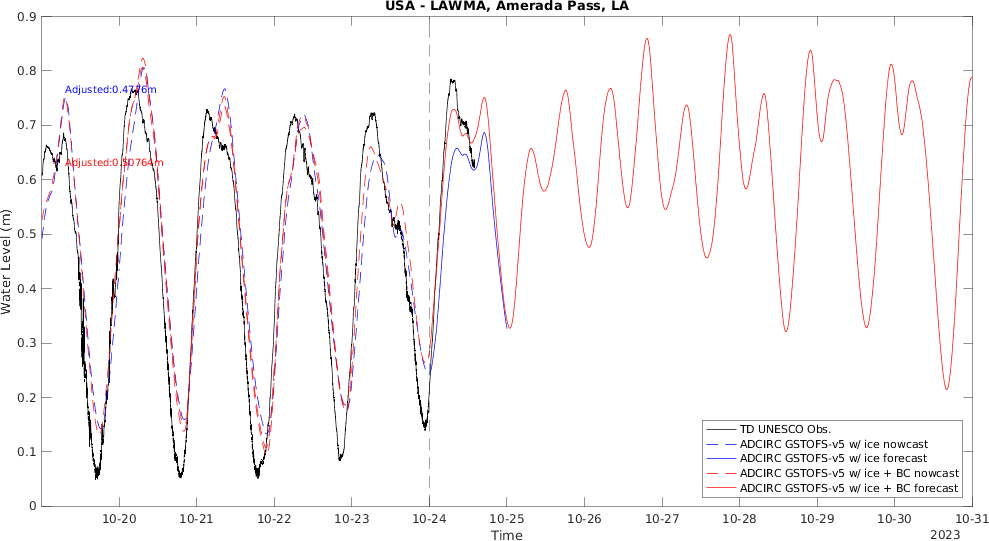 USA - LAWMA, Amerada Pass, LA
0.9
0.8
0.7
0.6
0.5
0.4
0.3
0.2
0.1
0
Water Level (m)
Adjusted:0.4776m
Adjusted:0.50764m
TD UNESCO Obs.
ADCIRC GSTOFS-v5 w/ ice nowcast
ADCIRC GSTOFS-v5 w/ ice forecast
ADCIRC GSTOFS-v5 w/ ice + BC nowcast
ADCIRC GSTOFS-v5 w/ ice + BC forecast
10-20 10-21 10-22 10-23 10-24 10-25 10-26 10-27 10-28 10-29 10-30 10-31
Time
2023